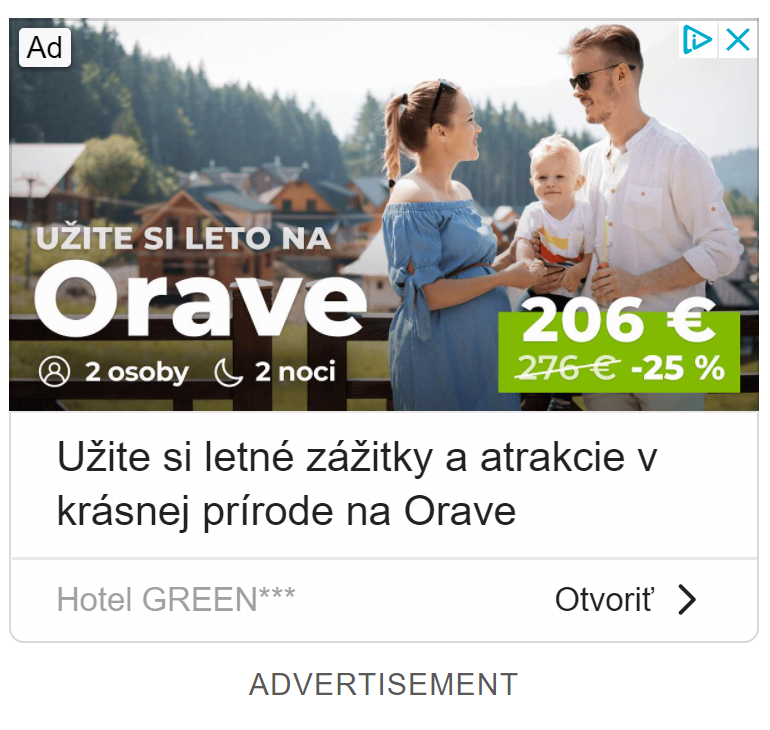 Ad
UŽITE SI LETO NA
Orave
2 osoby 2 noci
206 €
276 € -25 %
Užite si letné zážitky a atrakcie v
krásnej prírode na Orave
Hotel GREEN***
Otvoriť
ADVERTISEMENT